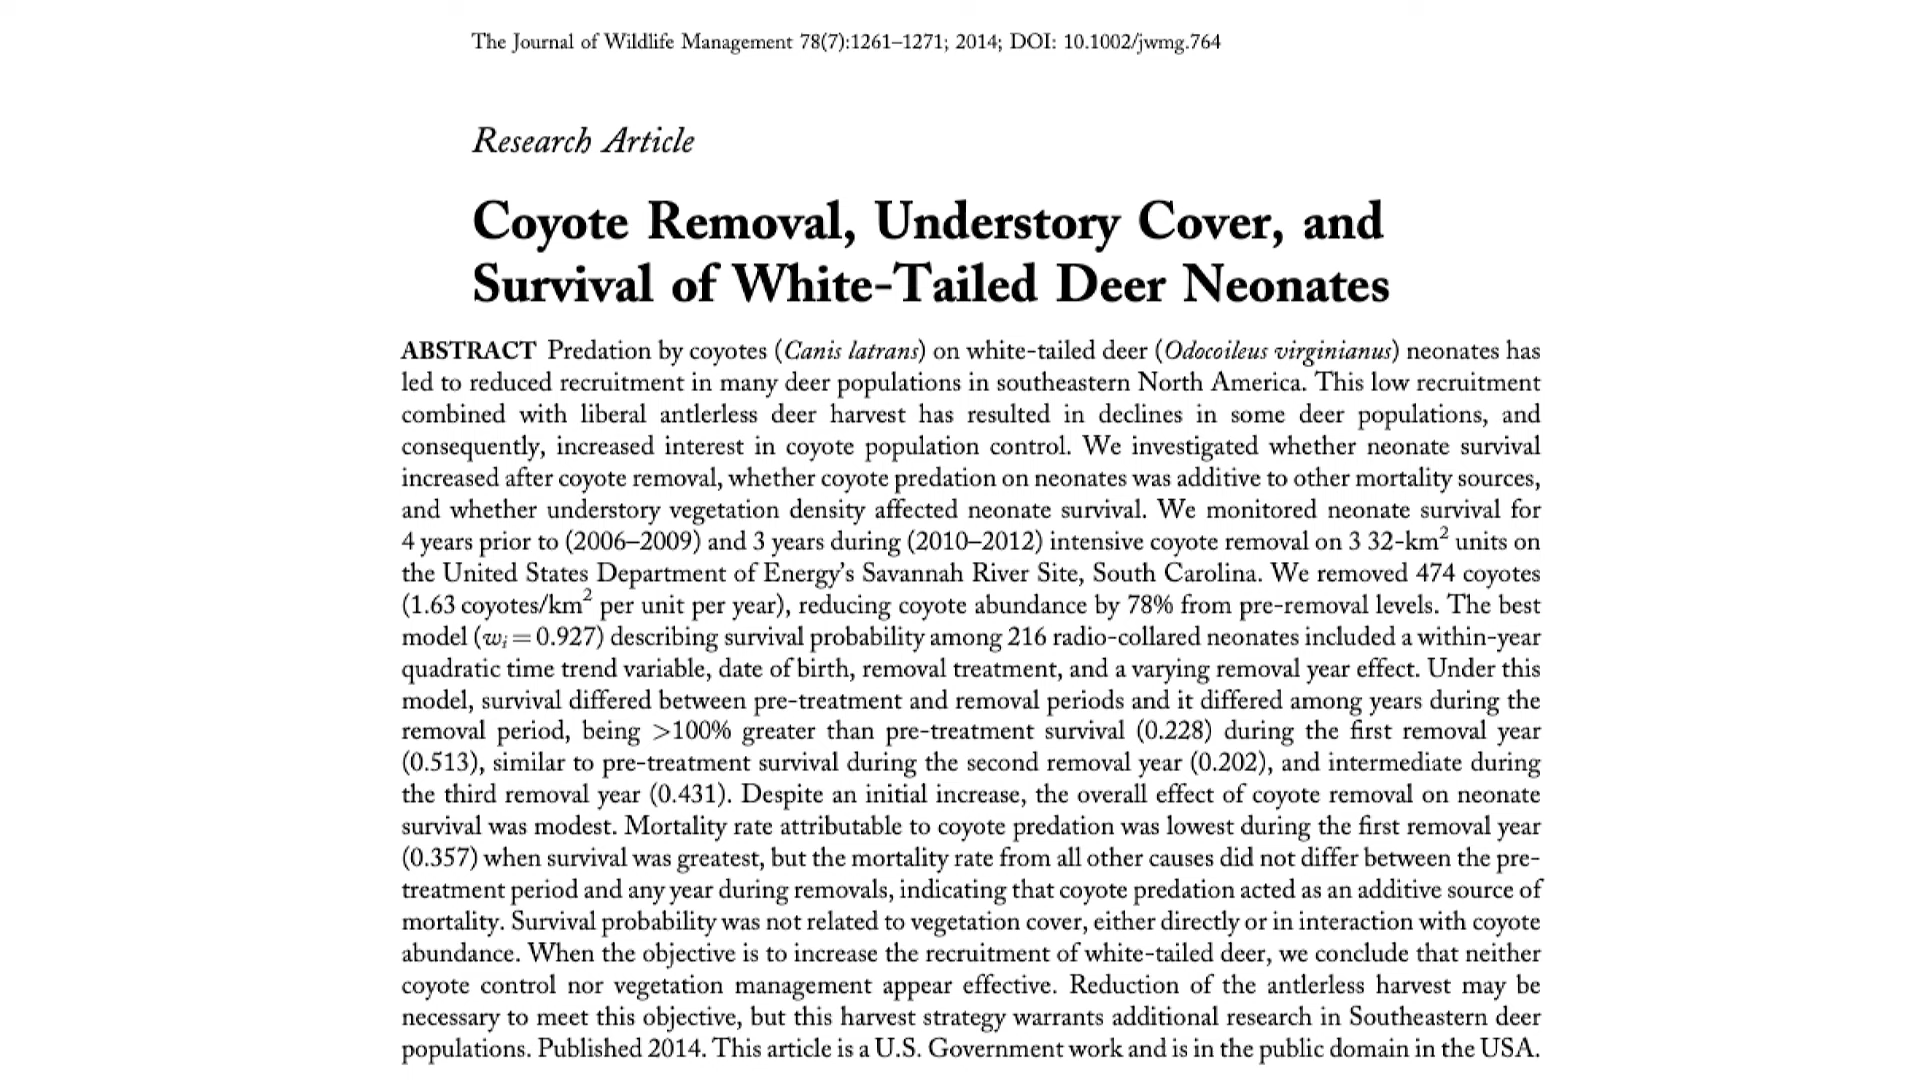 The Journal of Wildlife Management 78(7):1261–1271; 2014; DOI: 10.1002/jwmg.764
Research Article
Coyote Removal, Understory Cover, and
Survival of White-Tailed Deer Neonates
ABSTRACT Predation by coyotes (Canis latrans) on white-tailed deer (Odocoileus virginianus) neonates has
led to reduced recruitment in many deer populations in southeastern North America. This low recruitment
combined with liberal antlerless deer harvest has resulted in declines in some deer populations, and
consequently, increased interest in coyote population control. We investigated whether neonate survival
increased after coyote removal, whether coyote predation on neonates was additive to other mortality sources,
and whether understory vegetation density affected neonate survival. We monitored neonate survival for
4 years prior to (2006–2009) and 3 years during (2010–2012) intensive coyote removal on 3 32-km² units on
the United States Department of Energy's Savannah River Site, South Carolina. We removed 474 coyotes
(1.63 coyotes/km² per unit per year), reducing coyote abundance by 78% from pre-removal levels. The best
model (wᵢ = 0.927) describing survival probability among 216 radio-collared neonates included a within-year
quadratic time trend variable, date of birth, removal treatment, and a varying removal year effect. Under this
model, survival differed between pre-treatment and removal periods and it differed among years during the
removal period, being >100% greater than pre-treatment survival (0.228) during the first removal year
(0.513), similar to pre-treatment survival during the second removal year (0.202), and intermediate during
the third removal year (0.431). Despite an initial increase, the overall effect of coyote removal on neonate
survival was modest. Mortality rate attributable to coyote predation was lowest during the first removal year
(0.357) when survival was greatest, but the mortality rate from all other causes did not differ between the pre-
treatment period and any year during removals, indicating that coyote predation acted as an additive source of
mortality. Survival probability was not related to vegetation cover, either directly or in interaction with coyote
abundance. When the objective is to increase the recruitment of white-tailed deer, we conclude that neither
coyote control nor vegetation management appear effective. Reduction of the antlerless harvest may be
necessary to meet this objective, but this harvest strategy warrants additional research in Southeastern deer
populations. Published 2014. This article is a U.S. Government work and is in the public domain in the USA.